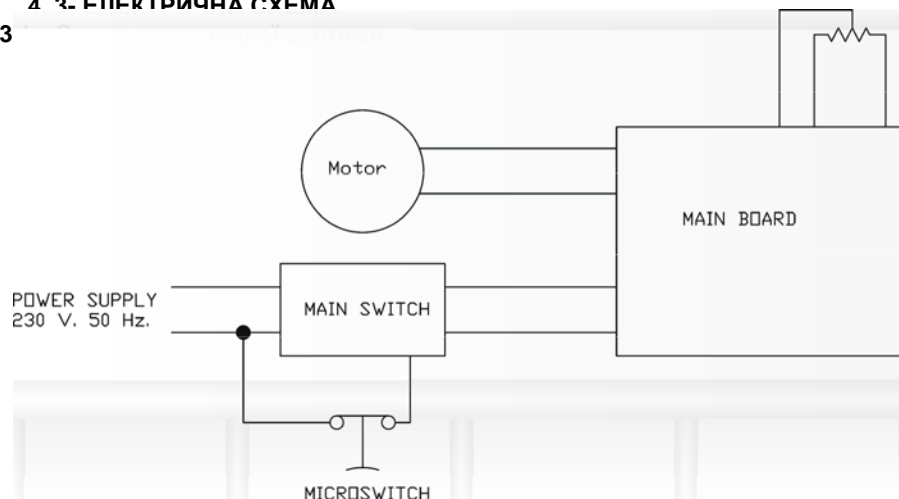 4. 3- ЕЛЕКТРИЧНА СХЕМА
3
Motor
MAIN BOARD
POWER SUPPLY
230 V. 50 Hz.
MAIN SWITCH
MICROSWITCH